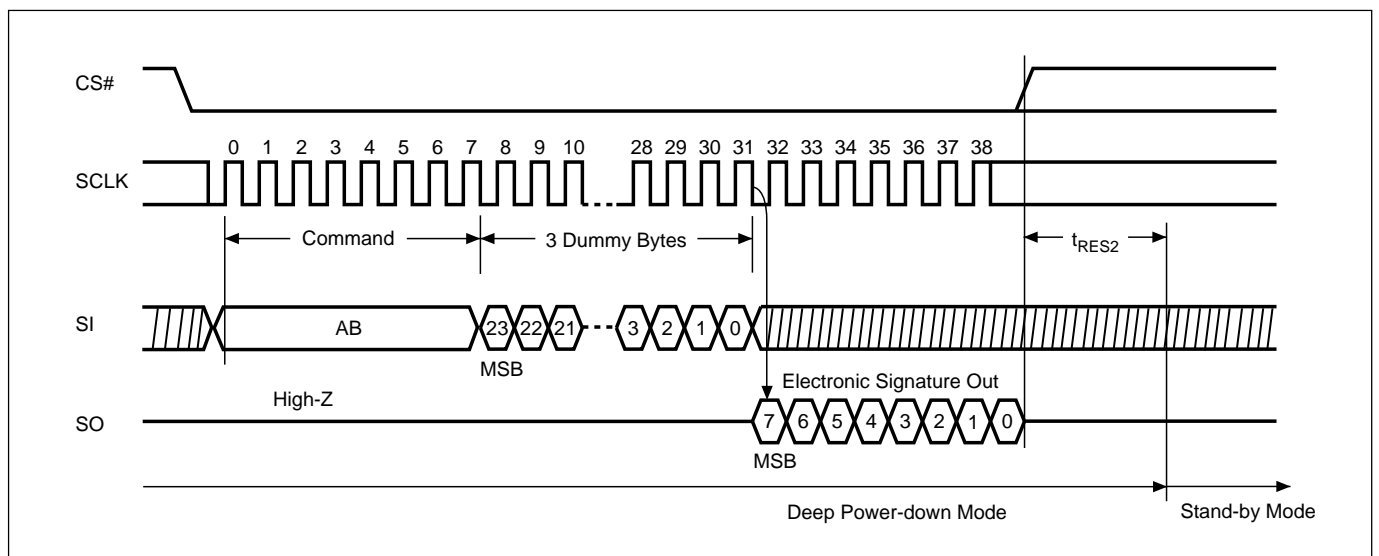 CS#
0 1 2 3 4 5 6 7 8 9 10 28 29 30 31 32 33 34 35 36 37 38
SCLK
Command
3 Dummy Bytes
tRES2
SI
AB
23 22 21 3 2 1 0
MSB
Electronic Signature Out
High-Z
SO
7 6 5 4 3 2 1 0
MSB
Deep Power-down Mode
Stand-by Mode